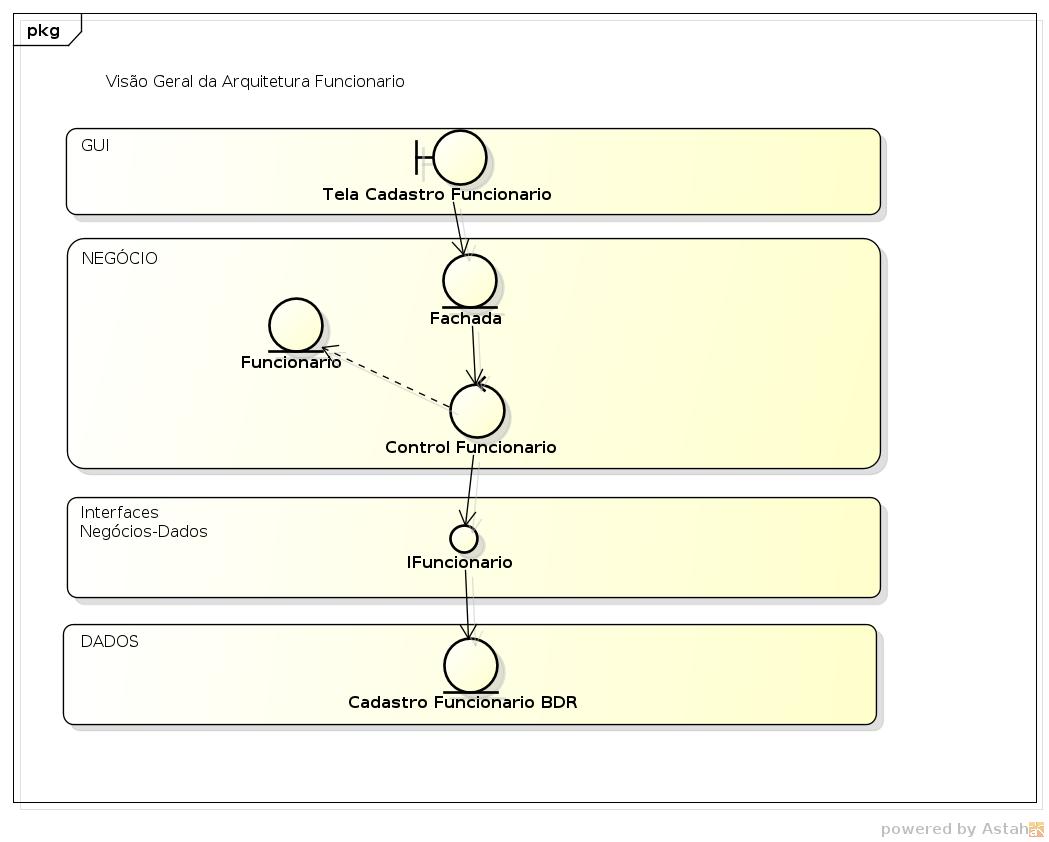 pkg
Visão Geral da Arquitetura Funcionario
GUI
Tela Cadastro Funcionario
NEGÓCIO
Fachada
Funcionario
Control Funcionario
Interfaces
Negócios-Dados
IFuncionario
DADOS
Cadastro Funcionario BDR
powered by Astah